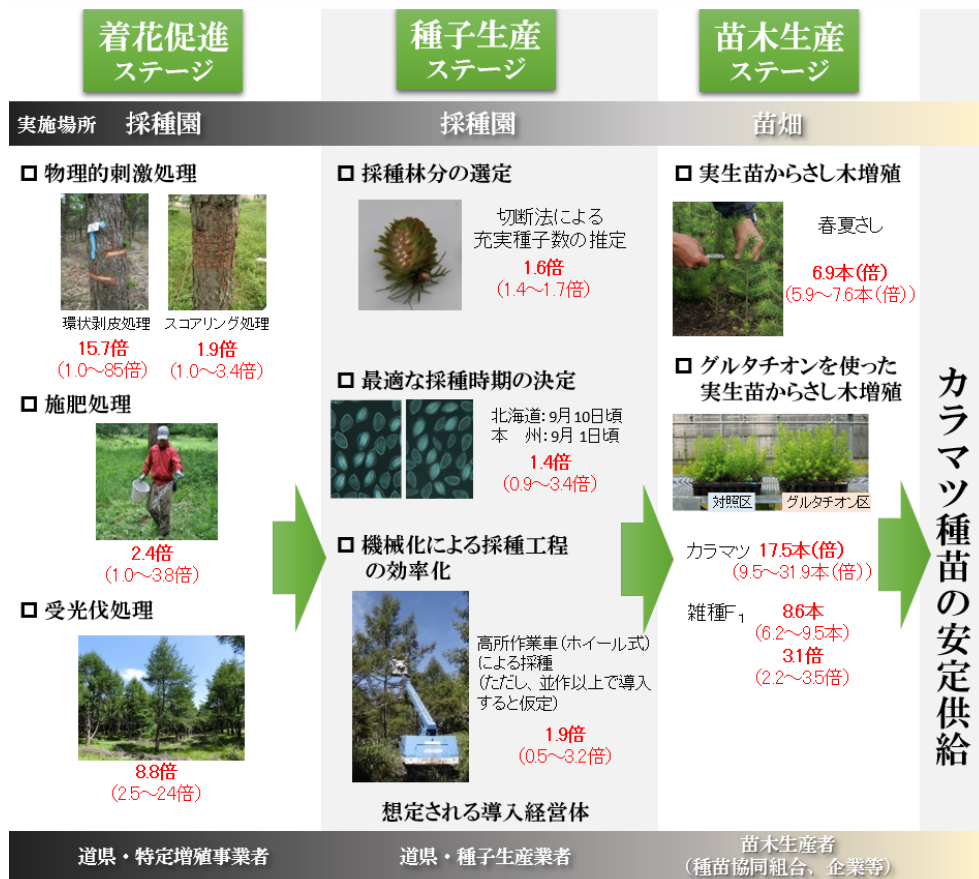 着花促進
ステージ
種子生産
ステージ
苗木生産
ステージ
実施場所 採種園
採種園
苗畑
物理的刺激処理
環状剥皮処理
15.7倍
(1.0～85倍)
スコアリング処理
1.9倍
(1.0～3.4倍)
施肥処理
2.4倍
(1.0～3.8倍)
受光伐処理
8.8倍
(2.5～24倍)
採種林分の選定
切断法による
充実種子数の推定
1.6倍
(1.4～1.7倍)
最適な採種時期の決定
北海道:9月10日頃
本 州:9月 1日頃
1.4倍
(0.9～3.4倍)
機械化による採種工程
の効率化
高所作業車(ホイール式)
による採種
(ただし、並作以上で導入
すると仮定)
1.9倍
(0.5～3.2倍)
実生苗からさし木増殖
春夏さし
6.9本(倍)
(5.9～7.6本(倍))
グルタチオンを使った
実生苗からさし木増殖
対照区
グルタチオン区
カラマツ 17.5本(倍)
(9.5～31.9本(倍))
雑種F₁ 8.6本
(6.2～9.5本)
3.1倍
(2.2～3.5倍)
カラマツ種苗の安定供給
想定される導入経営体
道県・特定増殖事業者
道県・種子生産業者
苗木生産者
(種苗協同組合、企業等)